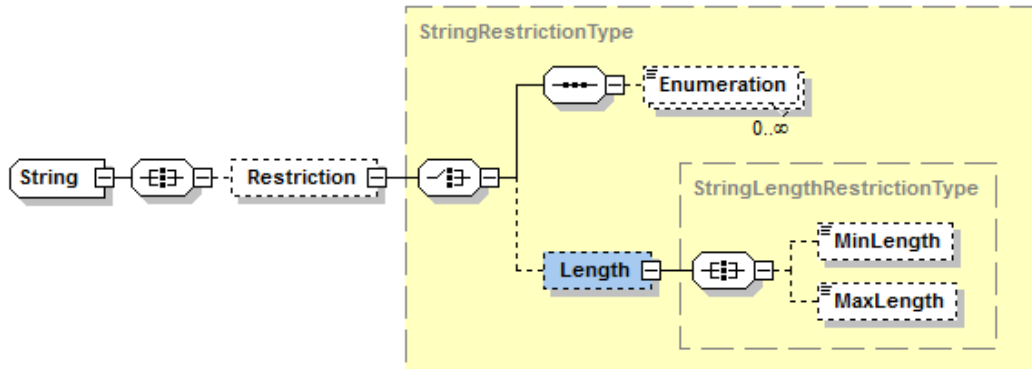 StringRestrictionType
Enumeration
0..∞
String
Restriction
StringLengthRestrictionType
MinLength
Length
MaxLength